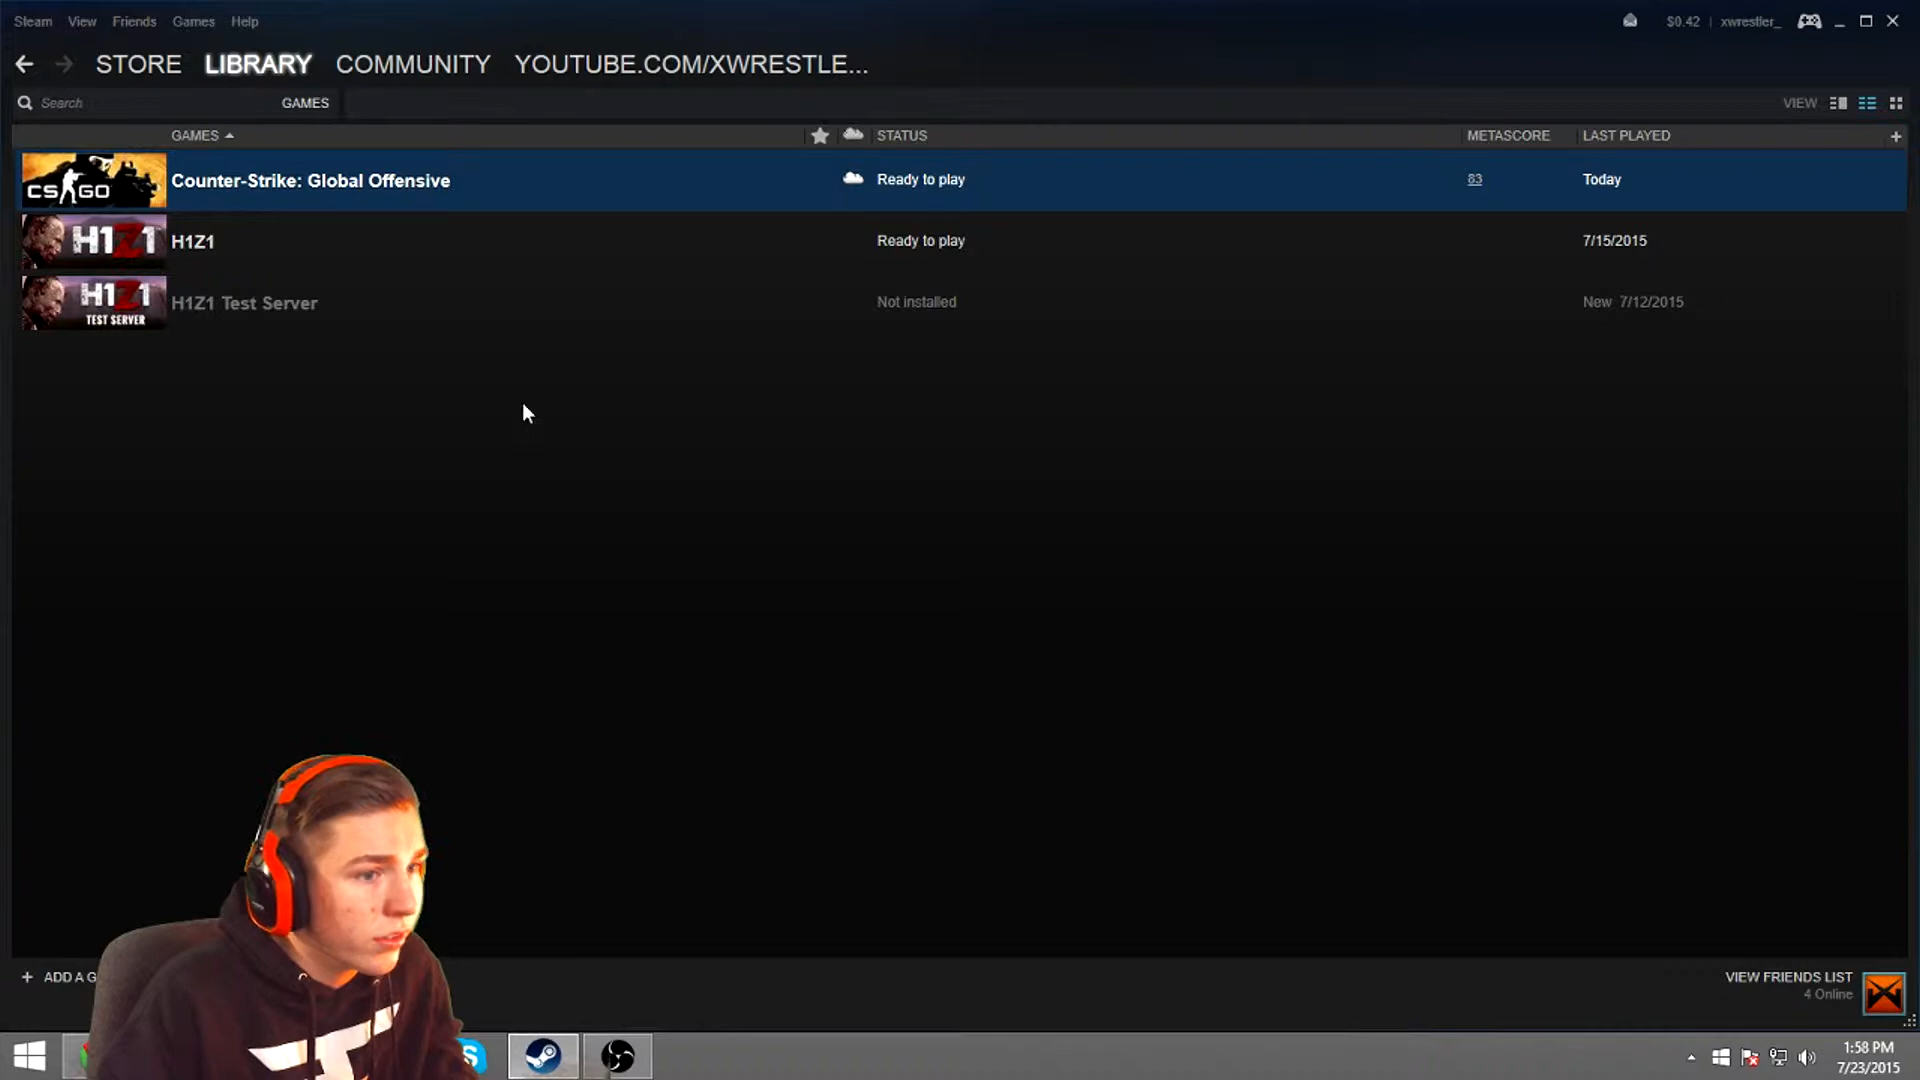 Steam View Friends Games Help
$0.42 | xwrestler_
STORE LIBRARY COMMUNITY YOUTUBE.COM/XWRESTLE...
Search GAMES VIEW
GAMES STATUS METASCORE LAST PLAYED +
CS GO Counter-Strike: Global Offensive Ready to play 83 Today
H1Z1 H1Z1 Ready to play 7/15/2015
H1Z1 TEST SERVER H1Z1 Test Server Not installed New 7/12/2015
+ ADD A G
VIEW FRIENDS LIST
4 Online
1:58 PM
7/23/2015